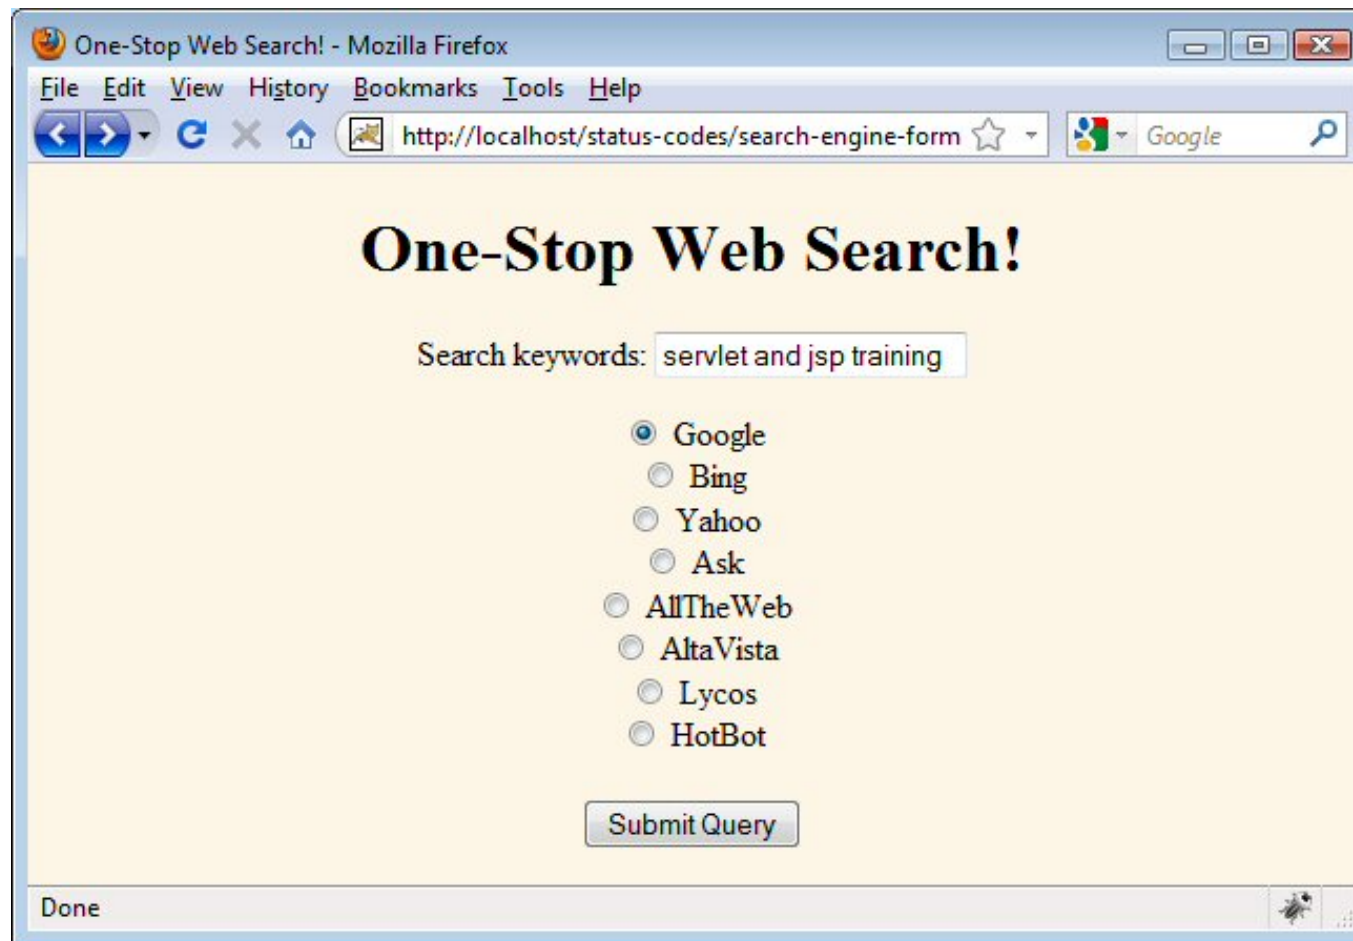 One-Stop Web Search! - Mozilla Firefox
File Edit View History Bookmarks Tools Help
http://localhost/status-codes/search-engine-form Google
One-Stop Web Search!
Search keywords: servlet and jsp training
Google
Bing
Yahoo
Ask
AllTheWeb
AltaVista
Lycos
HotBot
Submit Query
Done